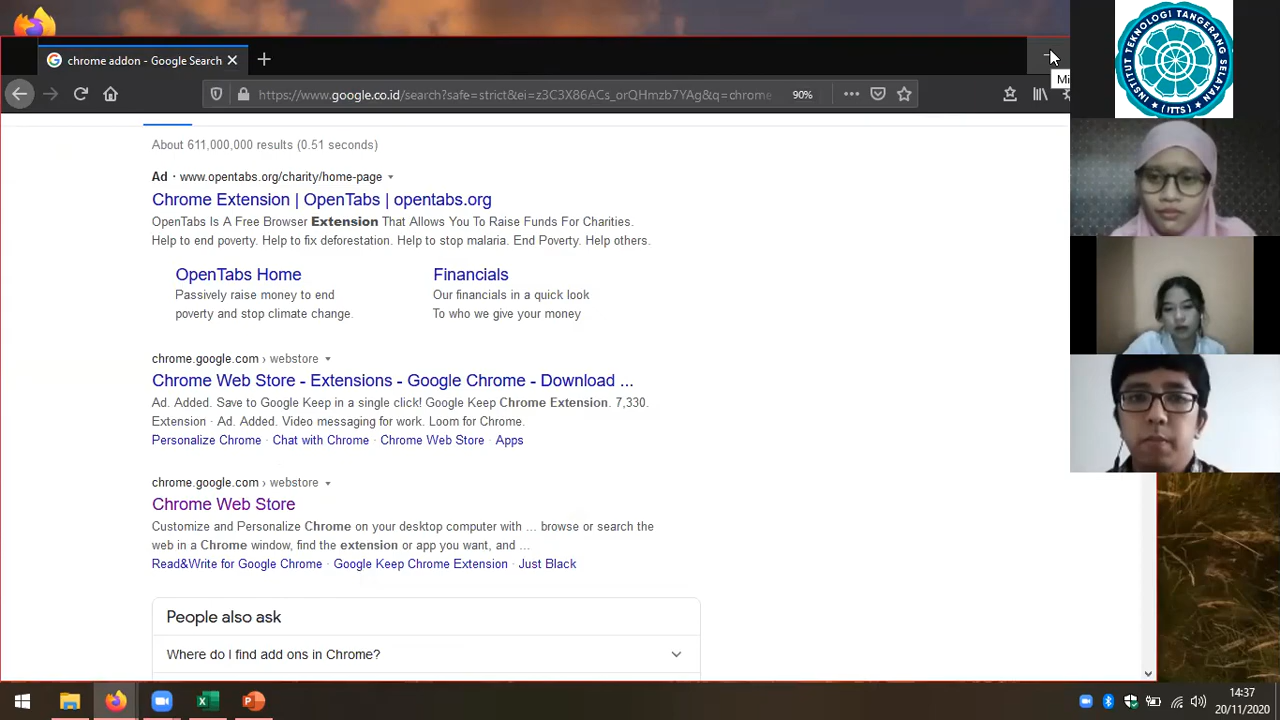 chrome addon - Google Search
https://www.google.co.id/search?safe=strict&ei=z3C3X86ACs_orQHmzb7YAg&q=chrome
90%
Mi
INSTITUT TEKNOLOGI TANGERANG SELATAN
(ITTS)
About 611,000,000 results (0.51 seconds)
Ad · www.opentabs.org/charity/home-page
Chrome Extension | OpenTabs | opentabs.org
OpenTabs Is A Free Browser Extension That Allows You To Raise Funds For Charities.
Help to end poverty. Help to fix deforestation. Help to stop malaria. End Poverty. Help others.
OpenTabs Home
Passively raise money to end
poverty and stop climate change.
Financials
Our financials in a quick look
To who we give your money
chrome.google.com › webstore
Chrome Web Store - Extensions - Google Chrome - Download ...
Ad. Added. Save to Google Keep in a single click! Google Keep Chrome Extension. 7,330.
Extension · Ad. Added. Video messaging for work. Loom for Chrome.
Personalize Chrome · Chat with Chrome · Chrome Web Store · Apps
chrome.google.com › webstore
Chrome Web Store
Customize and Personalize Chrome on your desktop computer with ... browse or search the
web in a Chrome window, find the extension or app you want, and ...
Read&Write for Google Chrome · Google Keep Chrome Extension · Just Black
People also ask
Where do I find add ons in Chrome?
14:37
20/11/2020